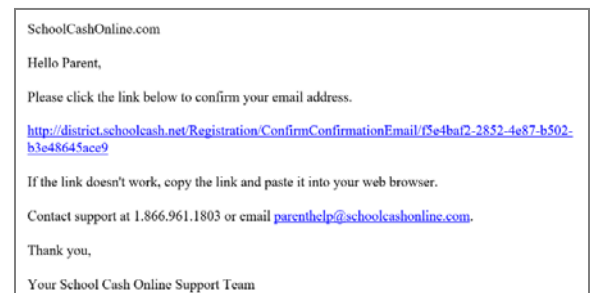 SchoolCashOnline.com
Hello Parent,
Please click the link below to confirm your email address.
http://district.schoolcash.net/Registration/ConfirmConfirmationEmail/f5e4baf2-2852-4e87-b502-
b3e48645ace9
If the link doesn't work, copy the link and paste it into your web browser.
Contact support at 1.866.961.1803 or email parenthelp@schoolcashonline.com.
Thank you,
Your School Cash Online Support Team